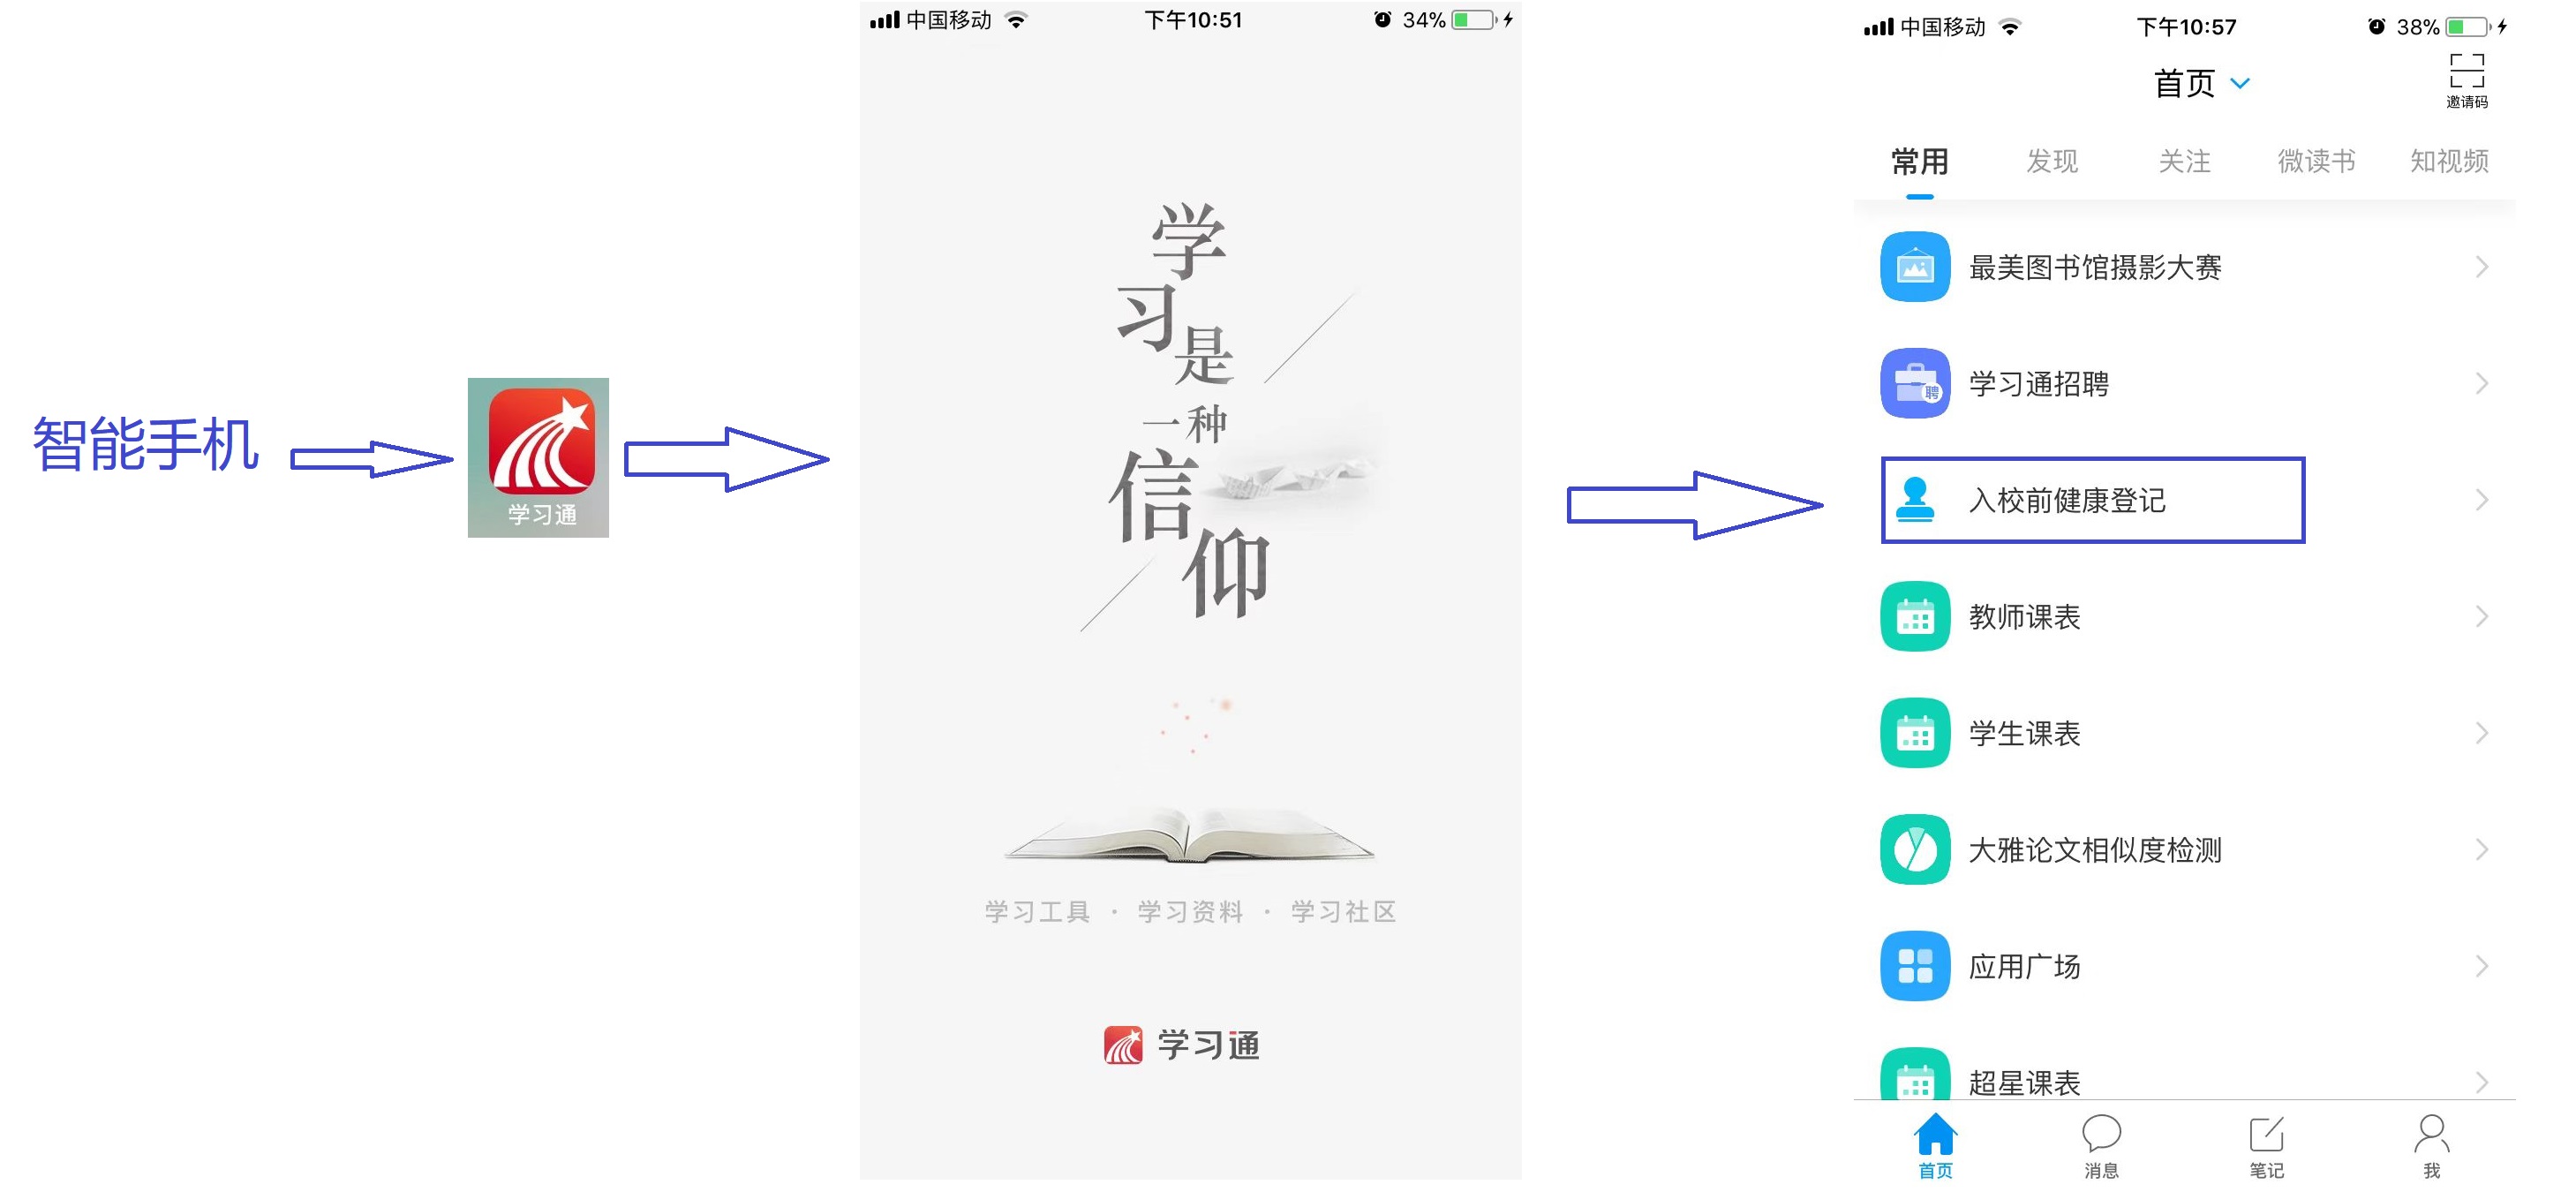 智能手机
学习通
中国移动
下午10:51
34%
学
习
是
一种
信
仰
学习工具 · 学习资料 · 学习社区
学习通
中国移动
下午10:57
38%
首页
邀请码
常用 发现 关注 微读书 知视频
最美图书馆摄影大赛
聘
学习通招聘
入校前健康登记
教师课表
学生课表
大雅论文相似度检测
应用广场
超星课表
首页 消息 笔记 我